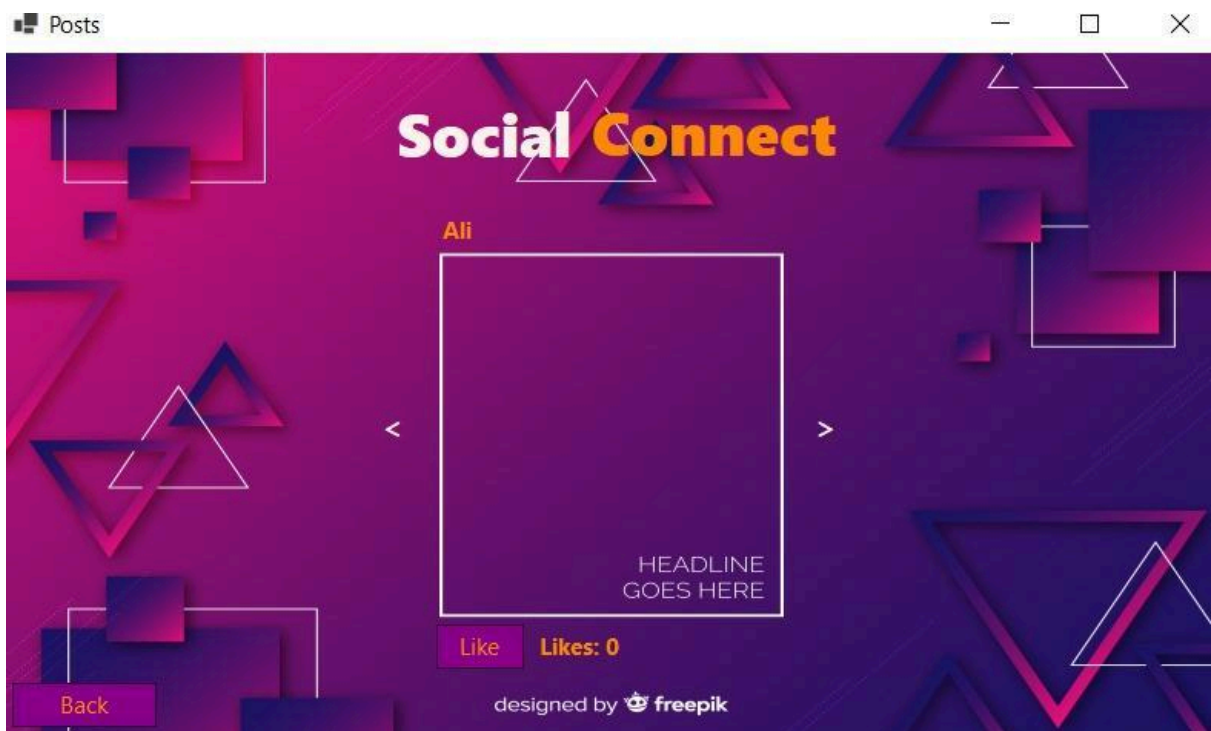 Posts
Social Connect
Ali
<
>
HEADLINE
GOES HERE
Like Likes: 0
Back
designed by freepik